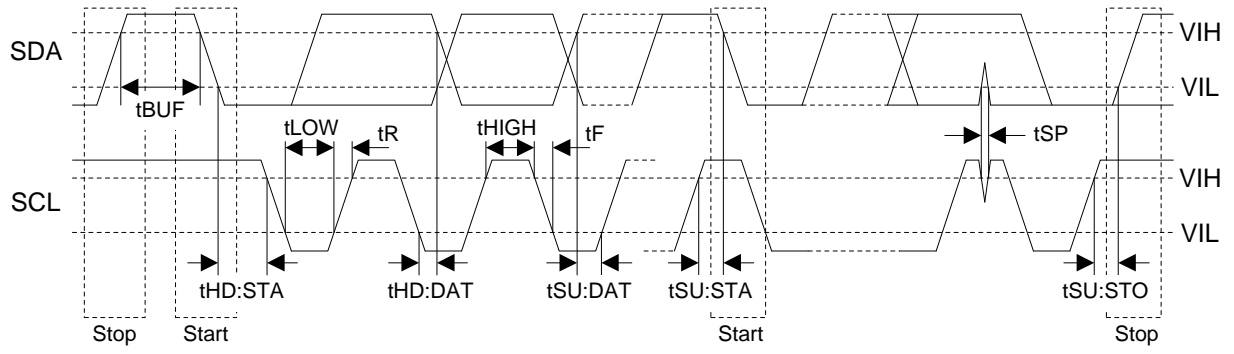 SDA
VIH
VIL
tBUF
tLOW
tR
tHIGH
tF
tSP
SCL
VIH
VIL
tHD:STA
tHD:DAT
tSU:DAT
tSU:STA
tSU:STO
Stop
Start
Start
Stop